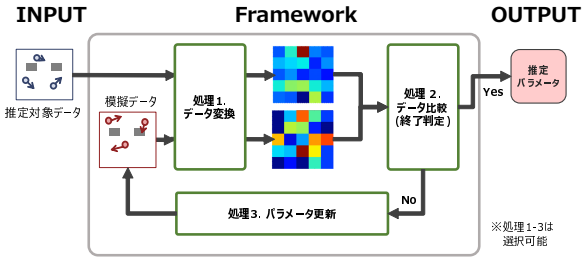 INPUT
Framework
OUTPUT
推定対象データ
模擬データ
処理1.
データ変換
処理 2.
データ比較
(終了判定)
Yes
推定
パラメータ
No
処理3. パラメータ更新
※処理1-3は
選択可能